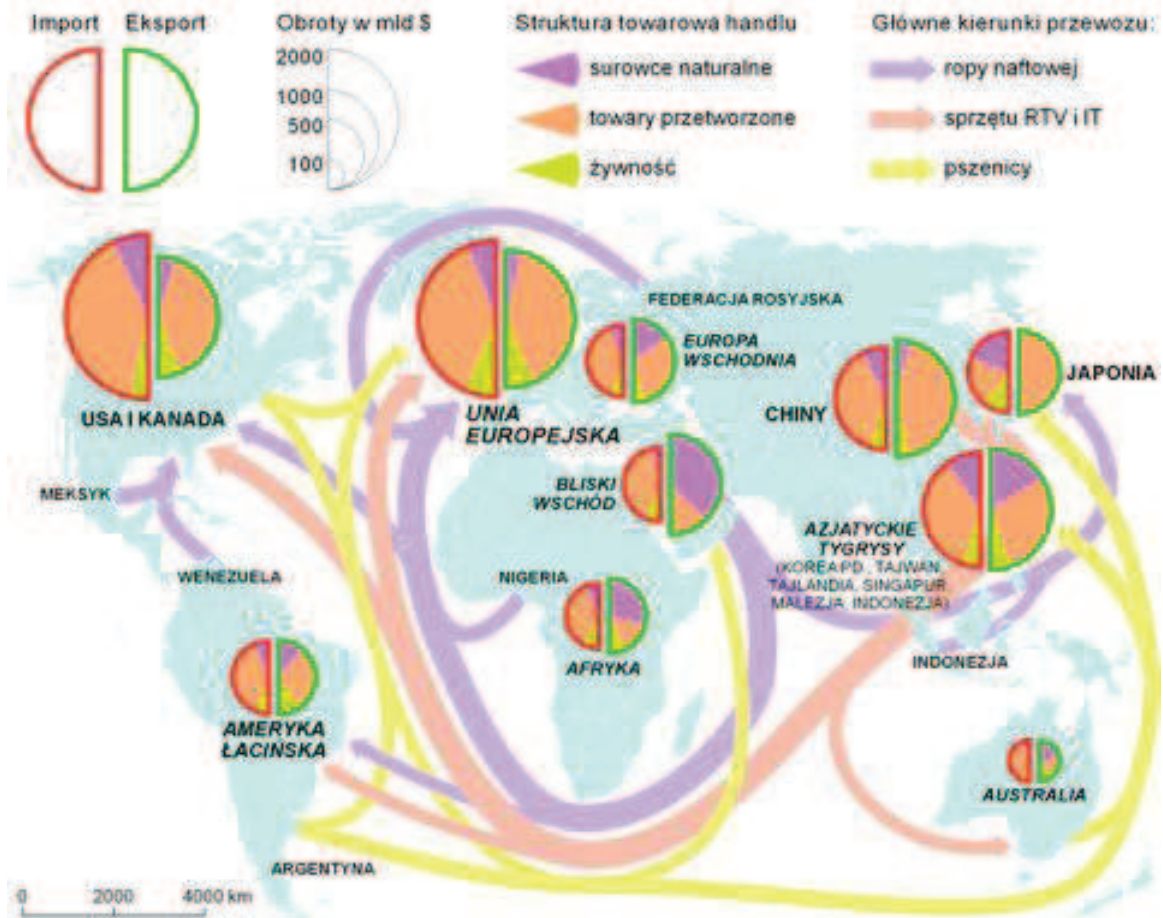 Import Eksport
Obroty w mld $
2000
1000
500
100
Struktura towarowa handlu
surowce naturalne
towary przetworzone
żywność
Główne kierunki przewozu:
ropy naftowej
sprzętu RTV i IT
pszenicy
FEDERACJA ROSYJSKA
EUROPA
WSCHODNIA
JAPONIA
USA I KANADA
UNIA
EUROPEJSKA
CHINY
BLISKI
WSCHÓD
MEKSYK
AZJATYCKIE
TYGRYSY
(KOREA PD., TAJWAN,
TAJLANDIA, SINGAPUR
MALEZJA, INDONEZJA)
WENEZUELA
NIGERIA
AFRYKA
INDONEZJA
AMERYKA
ŁACIŃSKA
AUSTRALIA
ARGENTYNA
0 2000 4000 km